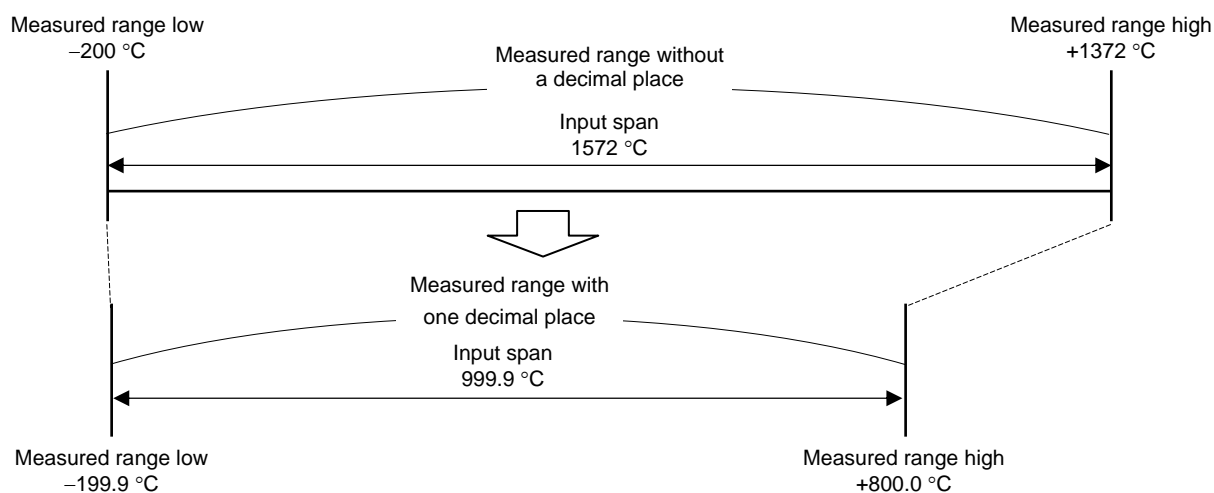 Measured range low
−200 °C
Measured range high
+1372 °C
Measured range without
a decimal place
Input span
1572 °C
Measured range with
one decimal place
Input span
999.9 °C
Measured range low
−199.9 °C
Measured range high
+800.0 °C